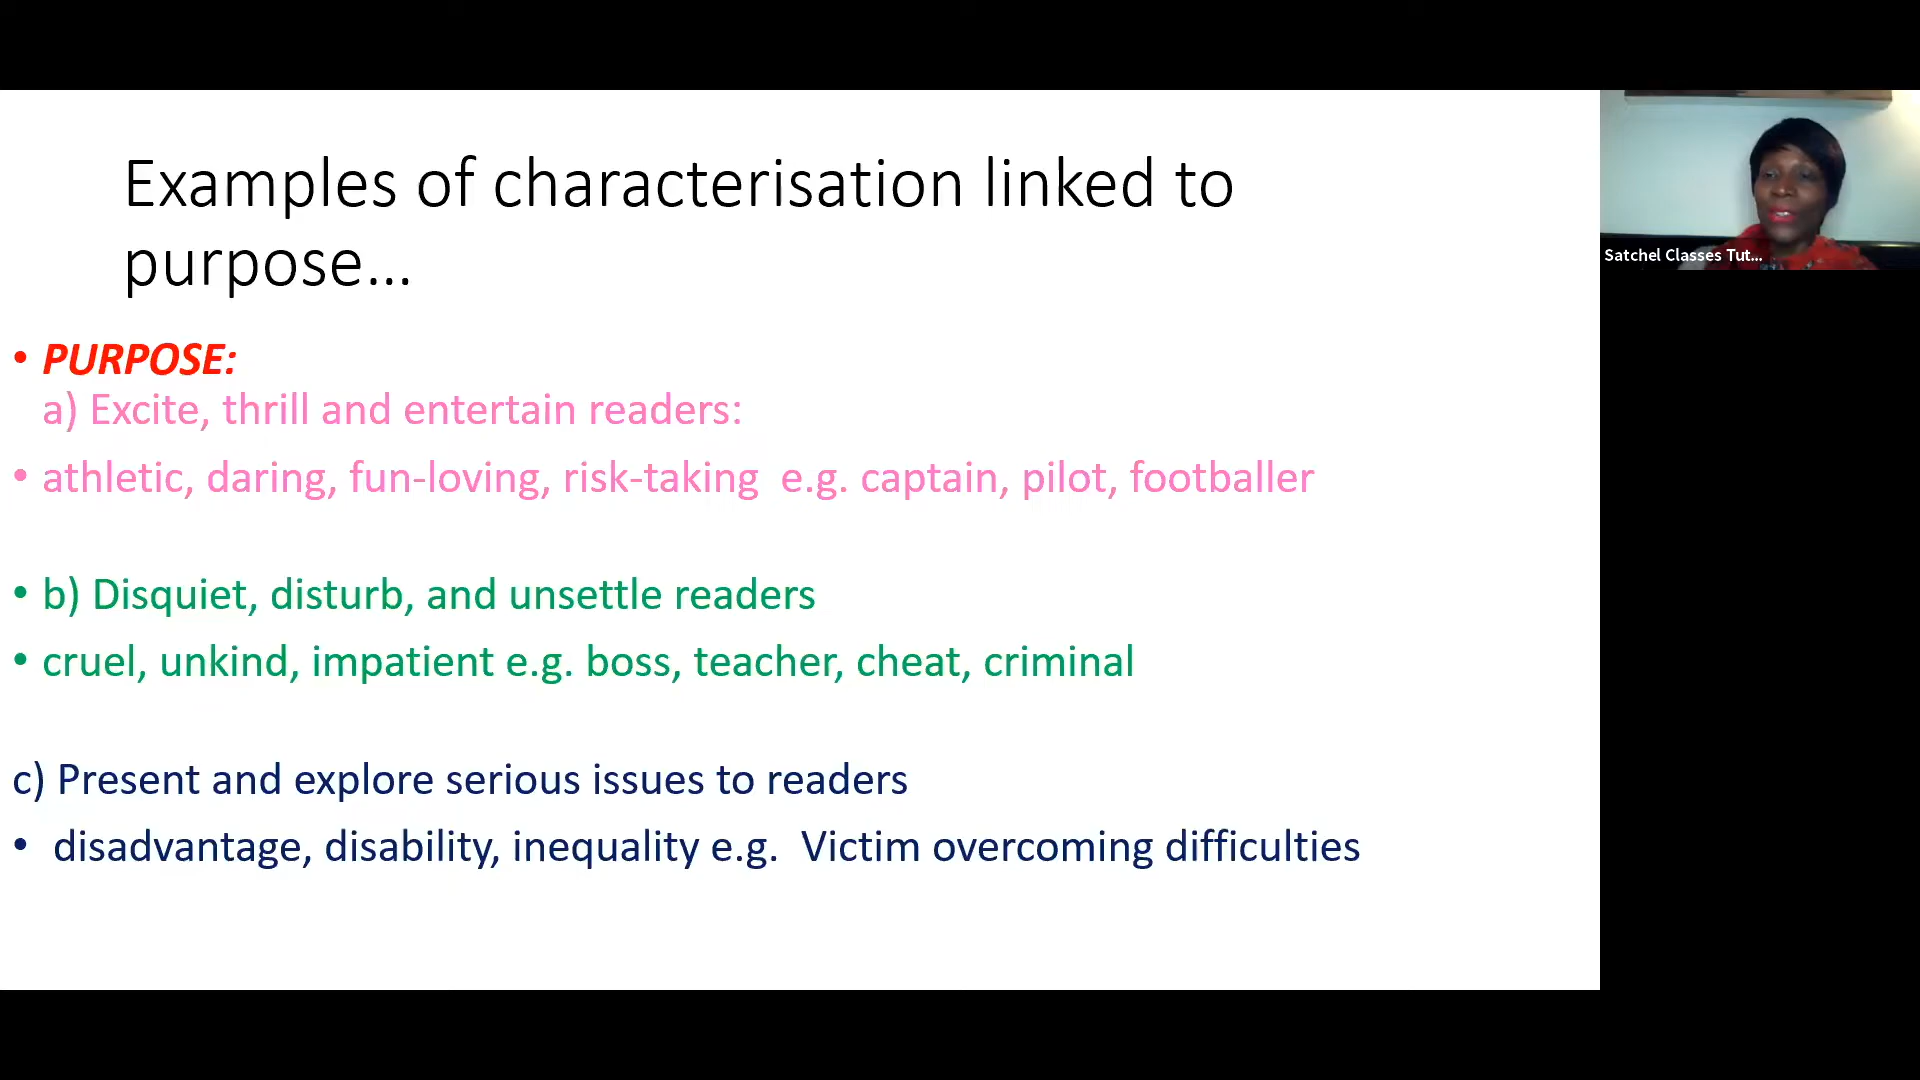 Examples of characterisation linked to
purpose...
• PURPOSE:
a) Excite, thrill and entertain readers:
• athletic, daring, fun-loving, risk-taking  e.g. captain, pilot, footballer
• b) Disquiet, disturb, and unsettle readers
• cruel, unkind, impatient e.g. boss, teacher, cheat, criminal
c) Present and explore serious issues to readers
• disadvantage, disability, inequality e.g.  Victim overcoming difficulties
Satchel Classes Tut...